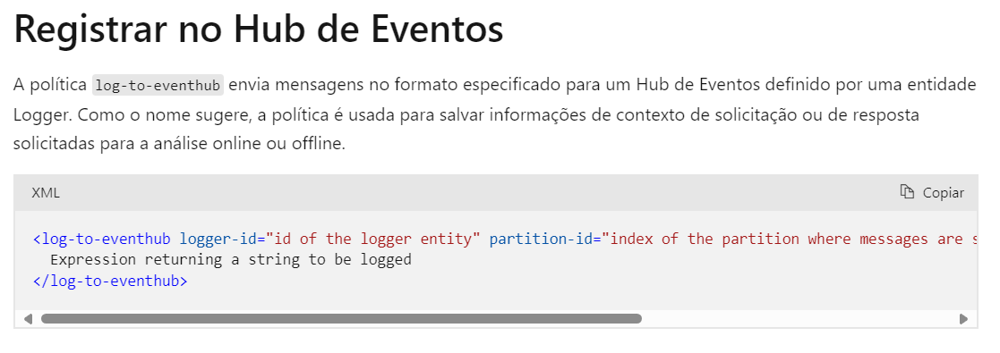 Registrar no Hub de Eventos
A política log-to-eventhub envia mensagens no formato especificado para um Hub de Eventos definido por uma entidade
Logger. Como o nome sugere, a política é usada para salvar informações de contexto de solicitação ou de resposta
solicitadas para a análise online ou offline.
XML Copiar
<log-to-eventhub logger-id="id of the logger entity" partition-id="index of the partition where messages are
Expression returning a string to be logged
</log-to-eventhub>